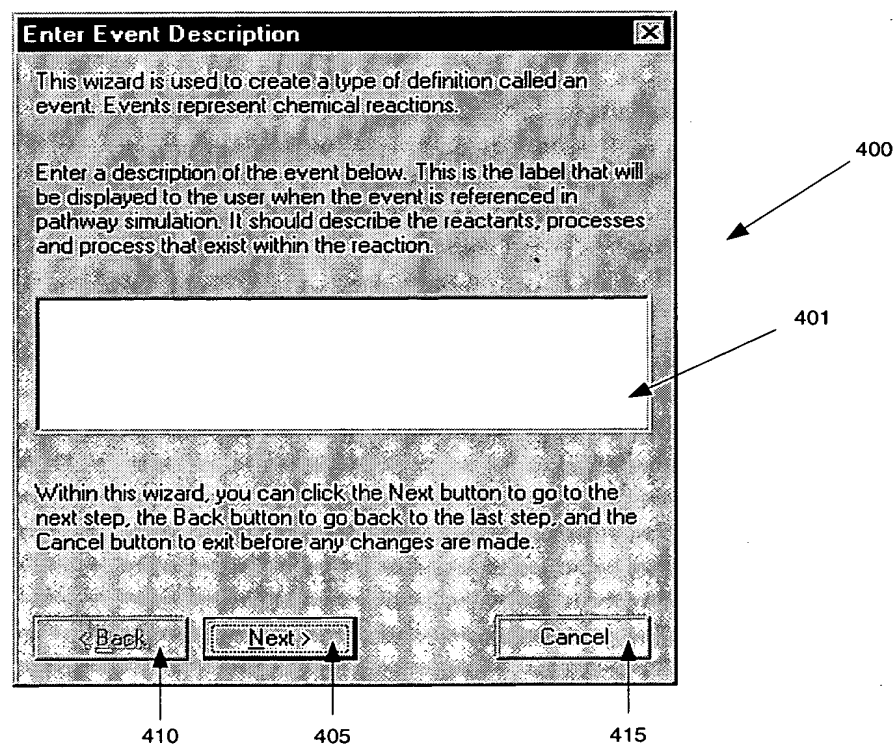 Enter Event Description
This wizard is used to create a type of definition called an
event. Events represent chemical reactions.
400
Enter a description of the event below. This is the label that will
be displayed to the user when the event is referenced in
pathway simulation. It should describe the reactants, processes
and process that exist within the reaction.
401
Within this wizard, you can click the Next button to go to the
next step, the Back button to go back to the last step, and the
Cancel button to exit before any changes are made.
< Back
Next >
Cancel
410
405
415